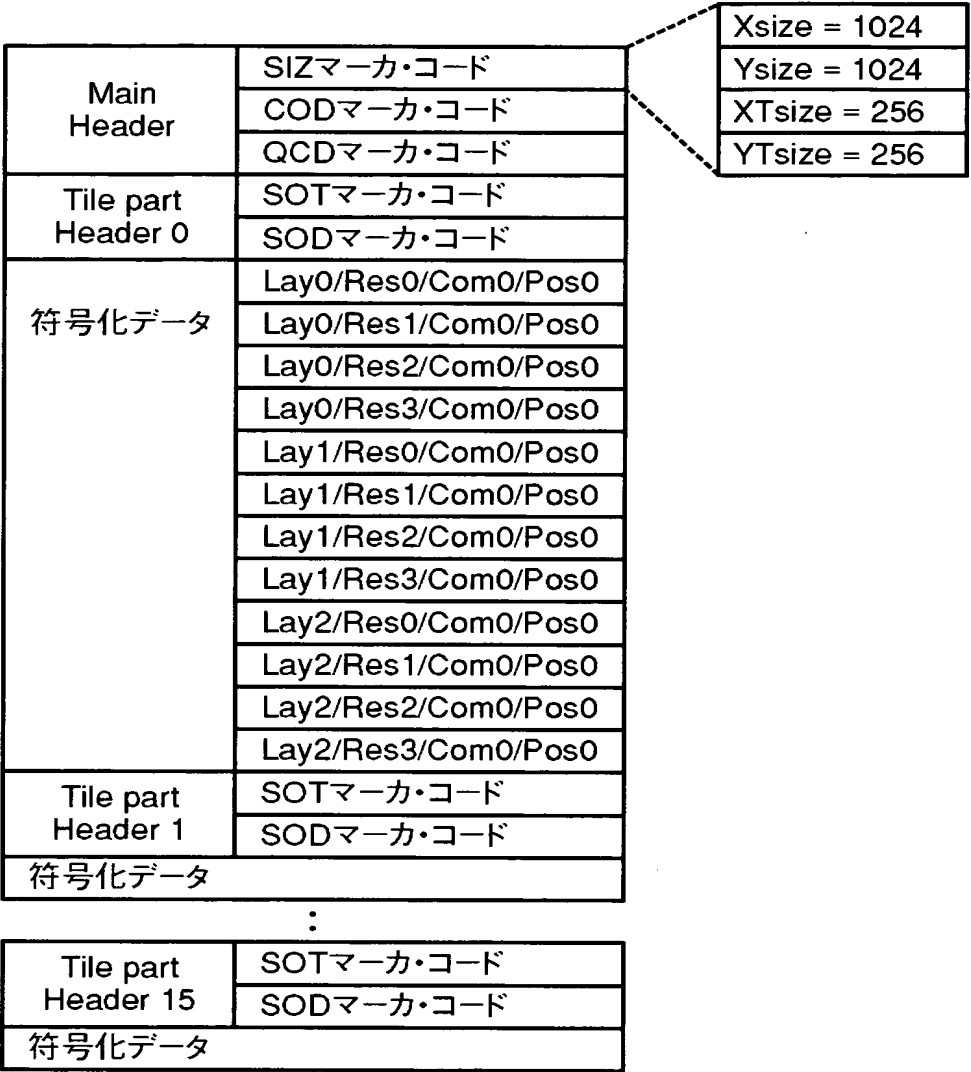 Xsize = 1024
Ysize = 1024
XTsize = 256
YTsize = 256
Main
Header
SIZマーカ・コード
CODマーカ・コード
QCDマーカ・コード
Tile part
Header 0
SOTマーカ・コード
SODマーカ・コード
符号化データ
Lay0/Res0/Com0/Pos0
Lay0/Res1/Com0/Pos0
Lay0/Res2/Com0/Pos0
Lay0/Res3/Com0/Pos0
Lay1/Res0/Com0/Pos0
Lay1/Res1/Com0/Pos0
Lay1/Res2/Com0/Pos0
Lay1/Res3/Com0/Pos0
Lay2/Res0/Com0/Pos0
Lay2/Res1/Com0/Pos0
Lay2/Res2/Com0/Pos0
Lay2/Res3/Com0/Pos0
Tile part
Header 1
SOTマーカ・コード
SODマーカ・コード
符号化データ
:
Tile part
Header 15
SOTマーカ・コード
SODマーカ・コード
符号化データ